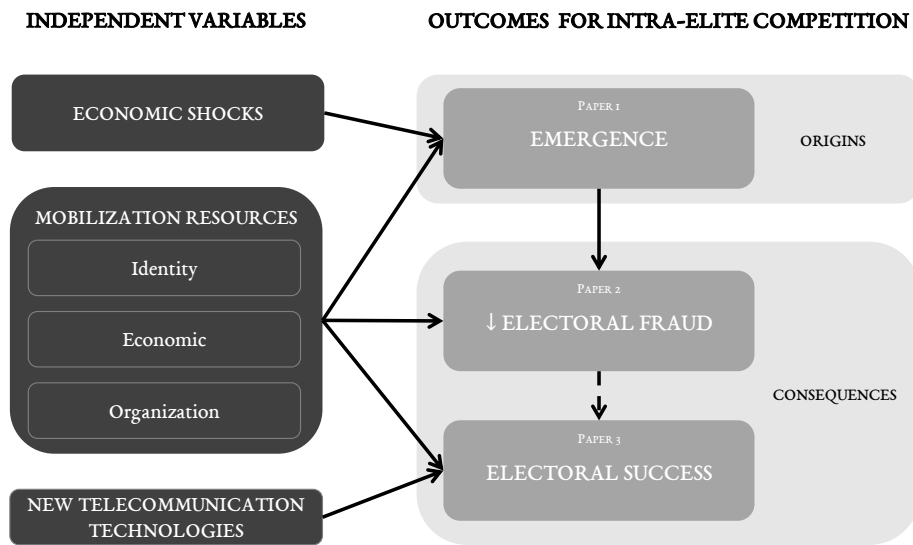 INDEPENDENT VARIABLES
OUTCOMES FOR INTRA-ELITE COMPETITION
ECONOMIC SHOCKS
MOBILIZATION RESOURCES
Identity
Economic
Organization
NEW TELECOMMUNICATION
TECHNOLOGIES
Paper 1
EMERGENCE
ORIGINS
Paper 2
↓ ELECTORAL FRAUD
Paper 3
ELECTORAL SUCCESS
CONSEQUENCES